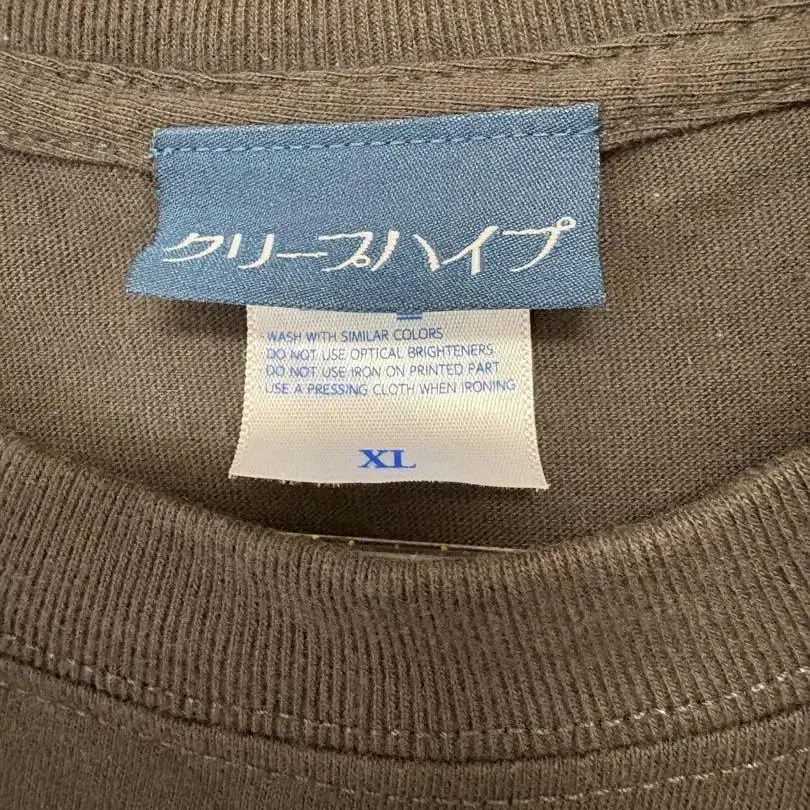 クリープハイプ
WASH WITH SIMILAR COLORS
DO NOT USE OPTICAL BRIGHTENERS
DO NOT USE IRON ON PRINTED PART
USE A PRESSING CLOTH WHEN IRONING
XL